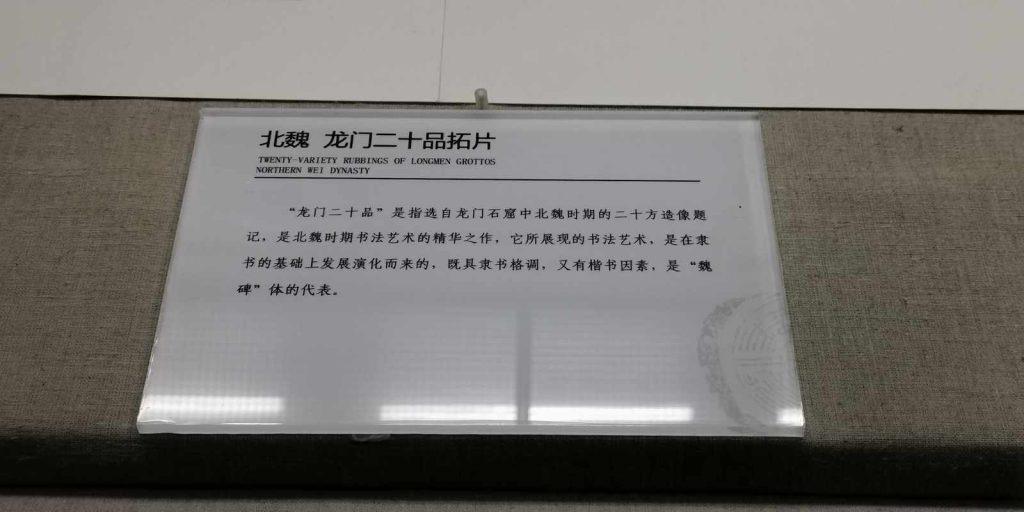 北魏 龙门二十品拓片
TWENTY-VARIETY RUBBINGS OF LONGMEN GROTTOS
NORTHERN WEI DYNASTY
“龙门二十品”是指选自龙门石窟中北魏时期的二十方造像题
记，是北魏时期书法艺术的精华之作，它所展现的书法艺术，是在隶
书的基础上发展演化而来的，既具隶书格调，又有楷书因素，是“魏
碑”体的代表。